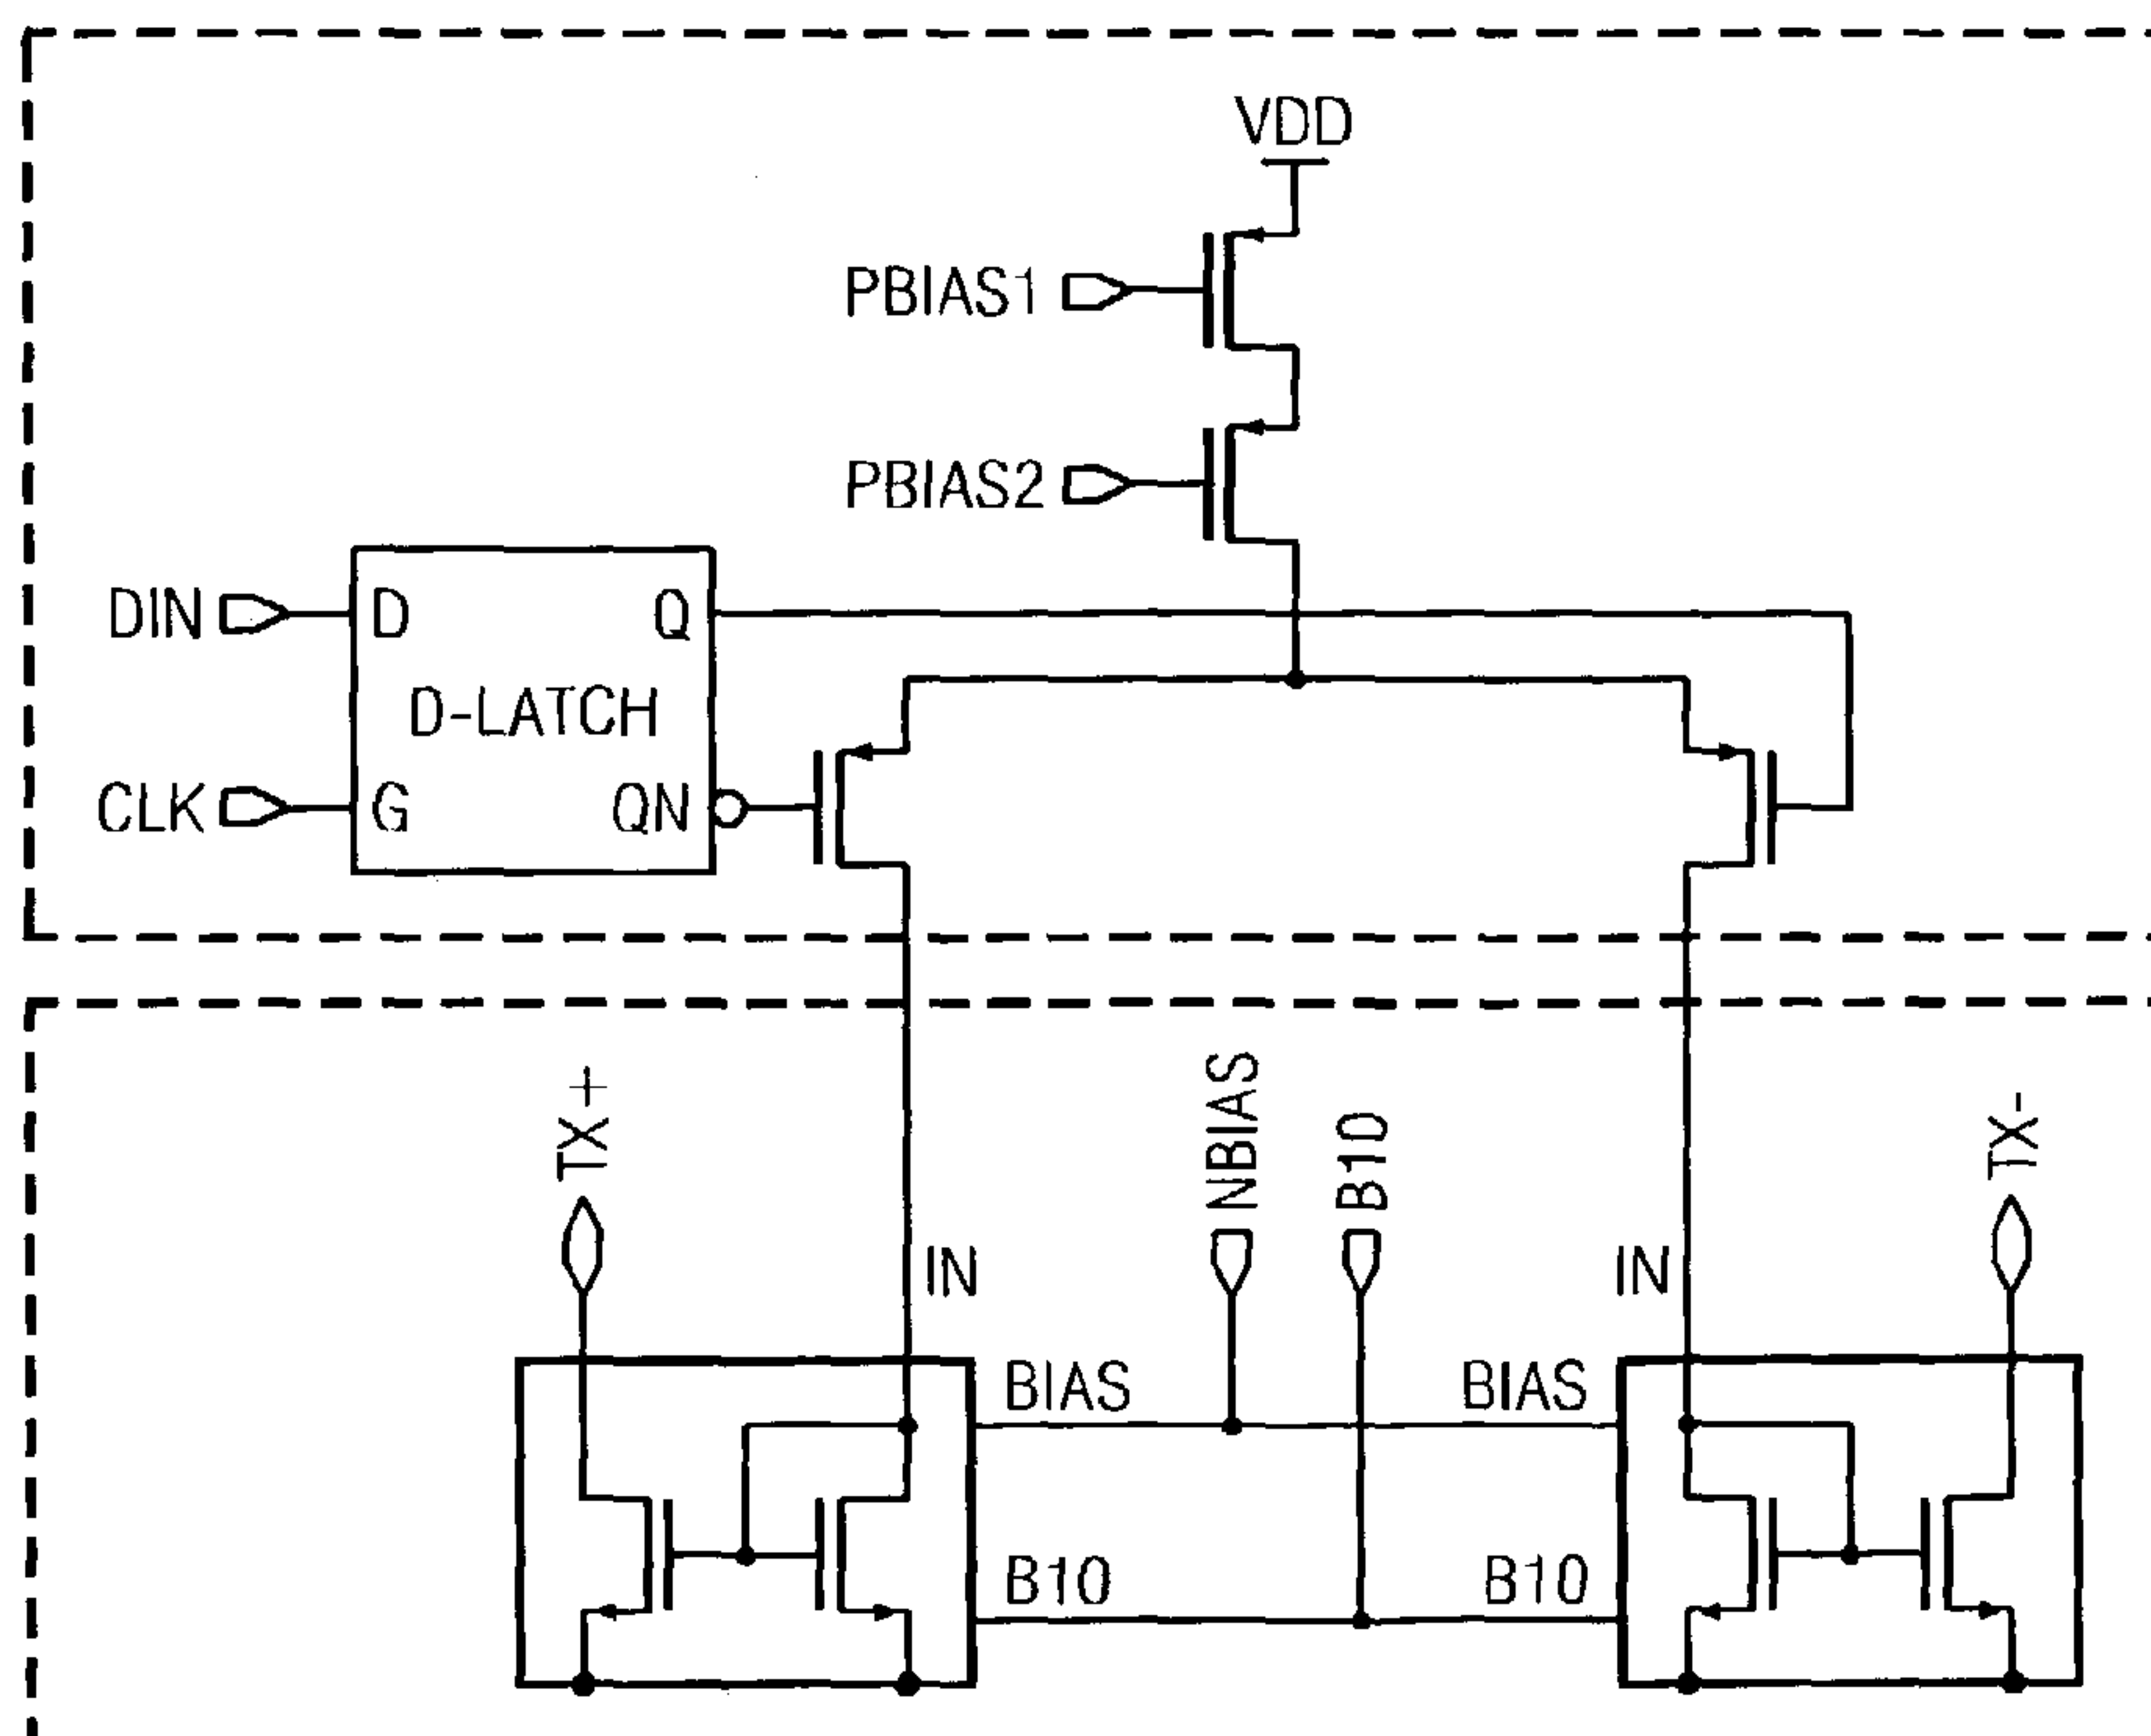 VDD
PBIAS1
PBIAS2
DIN
D
Q
D-LATCH
CLK
G
QN
TX+
NBIAS
B10
TX-
IN
IN
BIAS
BIAS
B10
B10